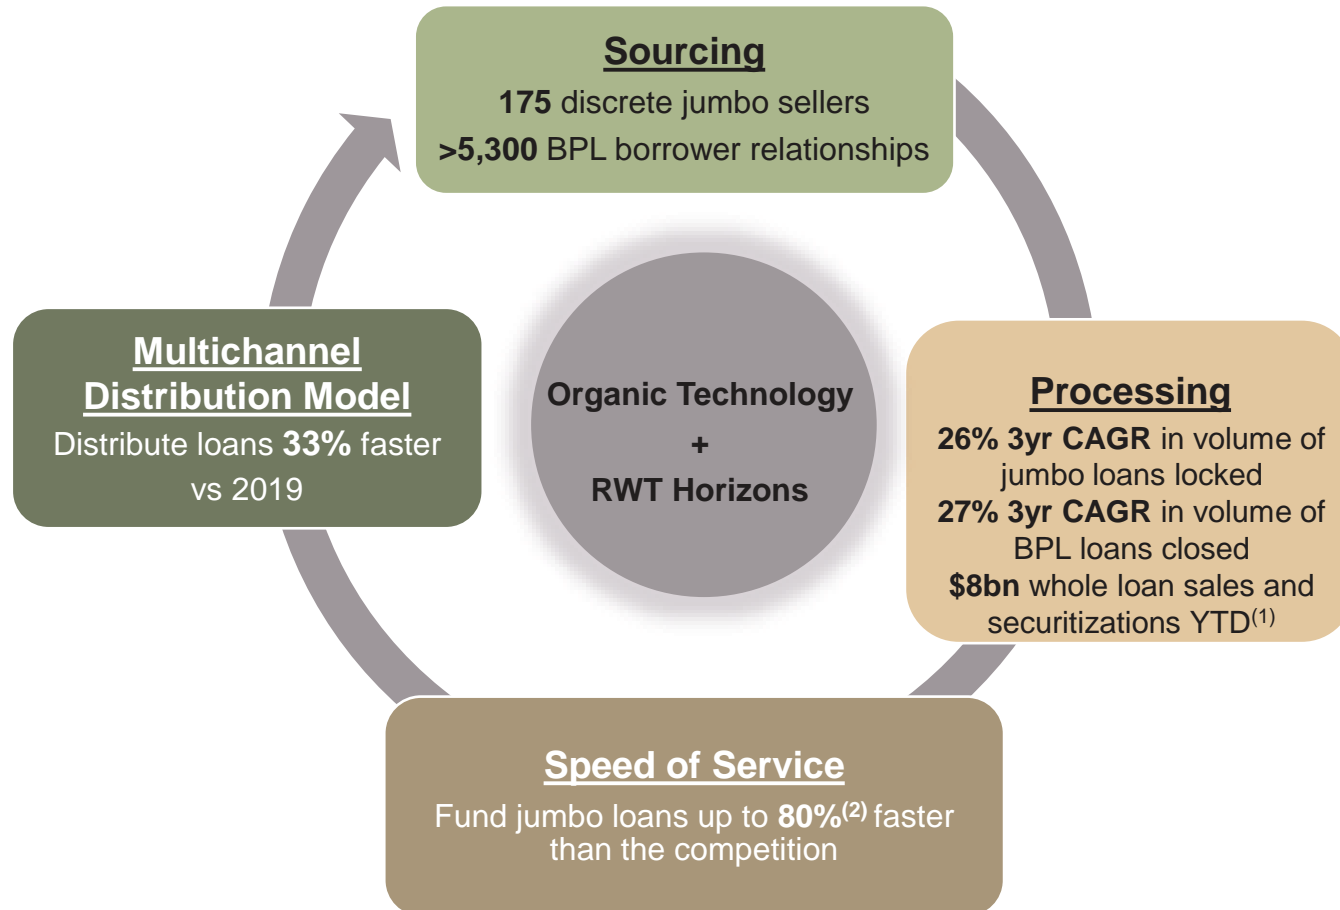 Sourcing
175 discrete jumbo sellers
>5,300 BPL borrower relationships
Multichannel
Distribution Model
Distribute loans 33% faster
vs 2019
Organic Technology
+
RWT Horizons
Processing
26% 3yr CAGR in volume of
jumbo loans locked
27% 3yr CAGR in volume of
BPL loans closed
$8bn whole loan sales and
securitizations YTD(1)
Speed of Service
Fund jumbo loans up to 80%(2) faster
than the competition